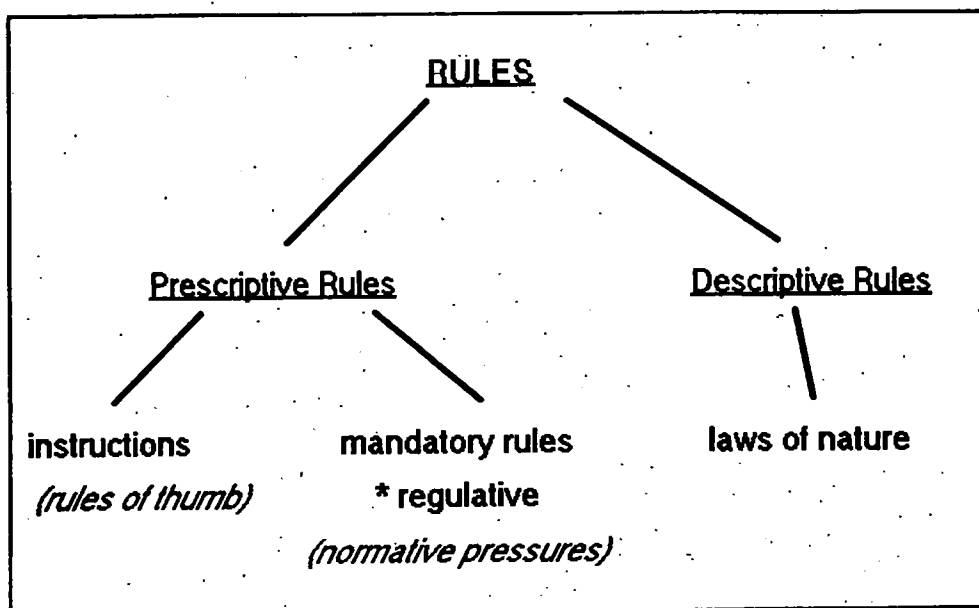 RULES
Prescriptive Rules Descriptive Rules
instructions mandatory rules laws of nature
(rules of thumb) * regulative
(normative pressures)